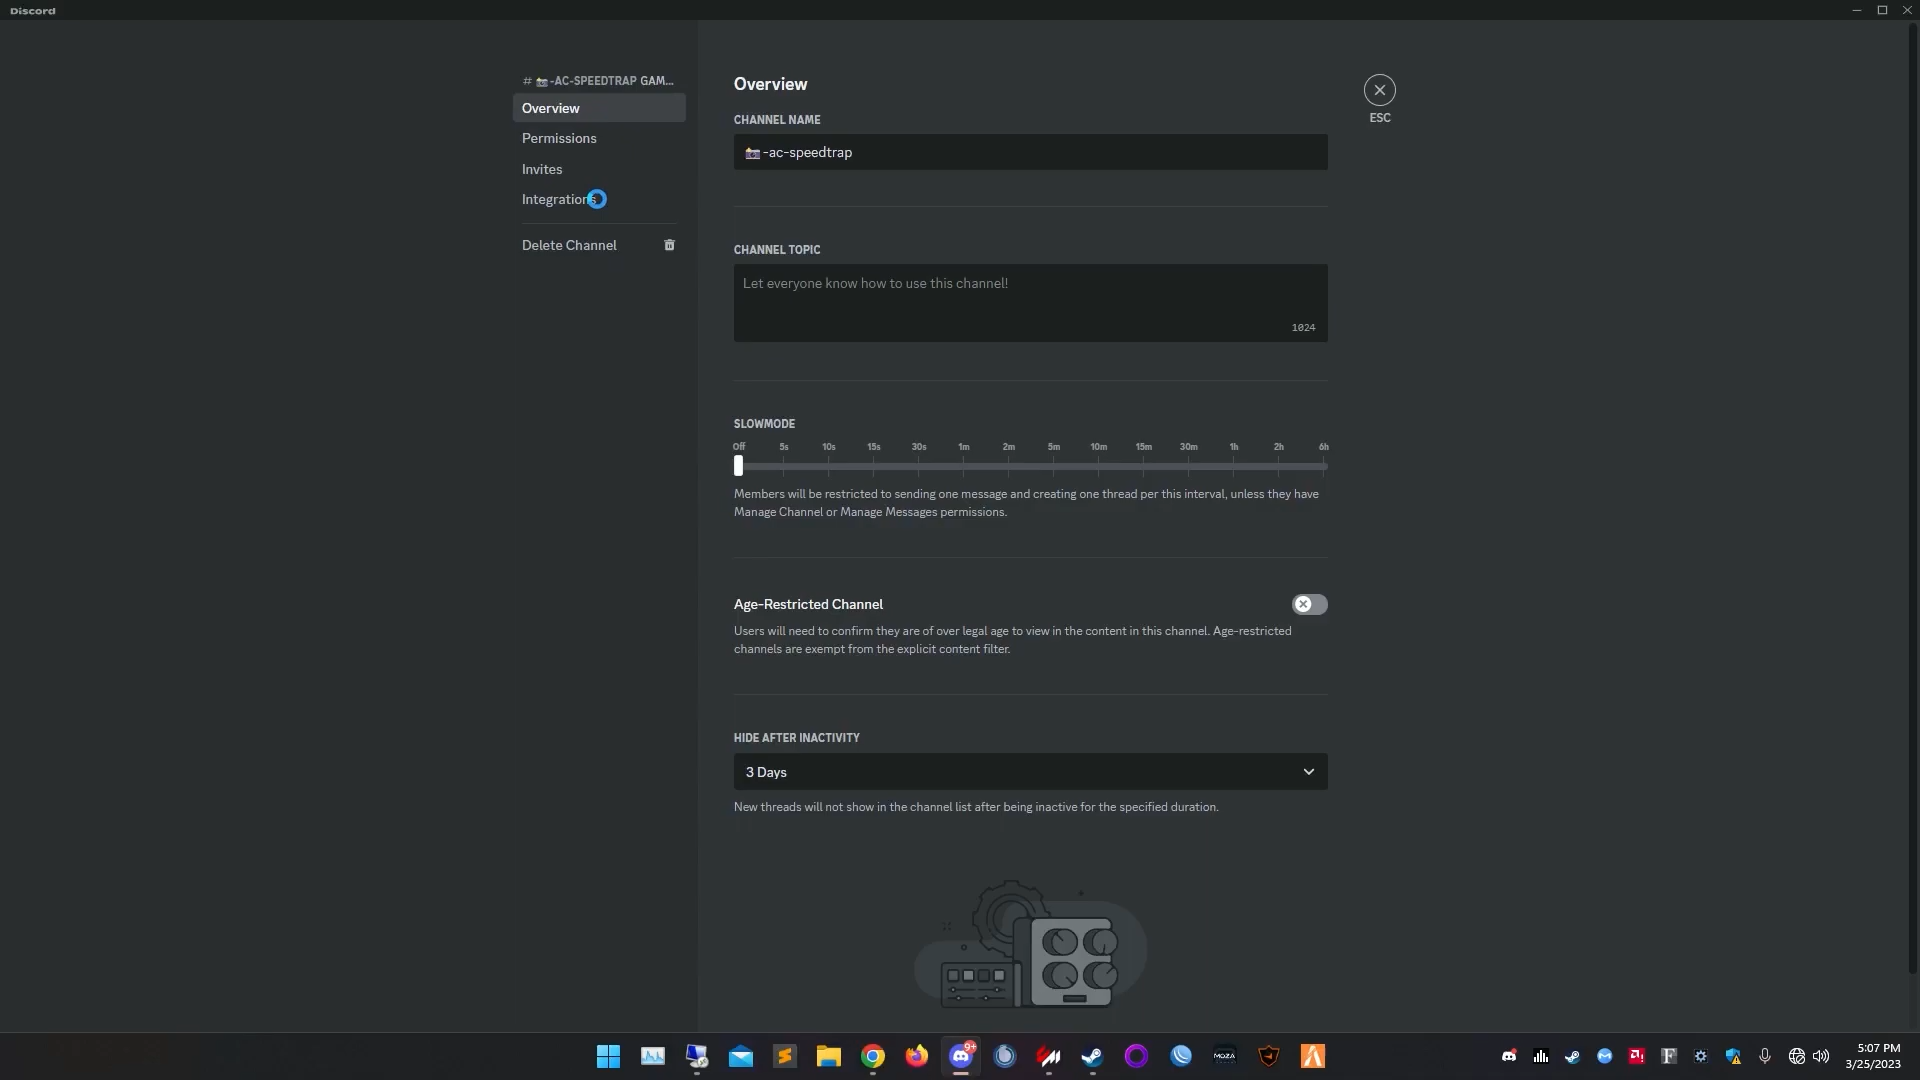 Discord
# -AC-SPEEDTRAP GAM...
Overview
Permissions
Invites
Integrations
Delete Channel
Overview
ESC
CHANNEL NAME
-ac-speedtrap
CHANNEL TOPIC
Let everyone know how to use this channel!
1024
SLOWMODE
Off 5s 10s 15s 30s 1m 2m 5m 10m 15m 30m 1h 2h 6h
Members will be restricted to sending one message and creating one thread per this interval, unless they have
Manage Channel or Manage Messages permissions.
Age-Restricted Channel
Users will need to confirm they are of over legal age to view in the content in this channel. Age-restricted
channels are exempt from the explicit content filter.
HIDE AFTER INACTIVITY
3 Days
New threads will not show in the channel list after being inactive for the specified duration.
9+
MOZA
5:07 PM
3/25/2023